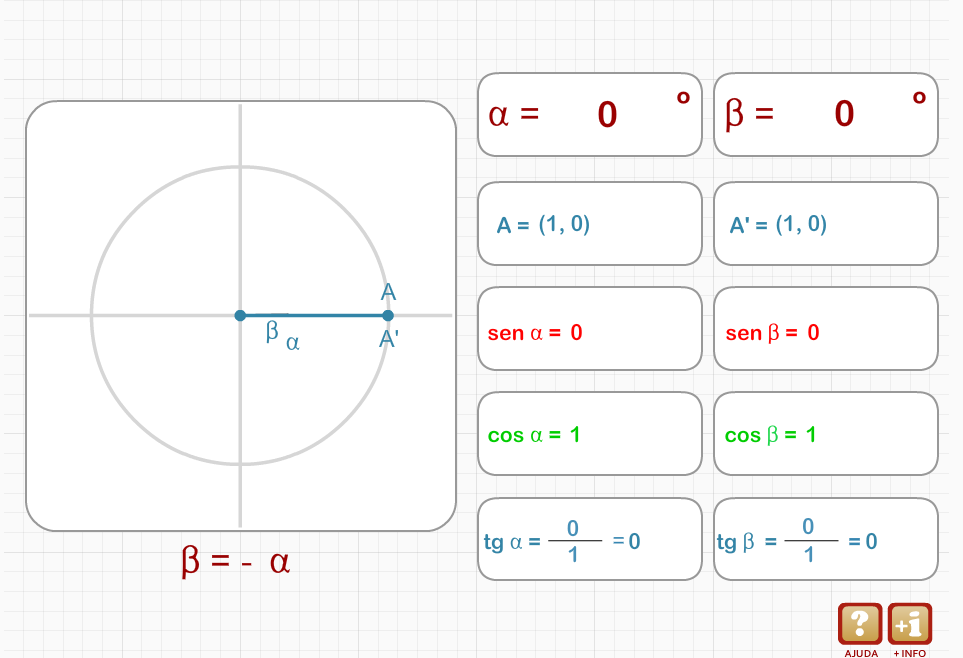 α = 0 º
β = 0 º
A = (1, 0)
A' = (1, 0)
A
β α
A'
sen α = 0
sen β = 0
cos α = 1
cos β = 1
tg α = 0/1 = 0
tg β = 0/1 = 0
β = - α
?
+i
AJUDA
+ INFO